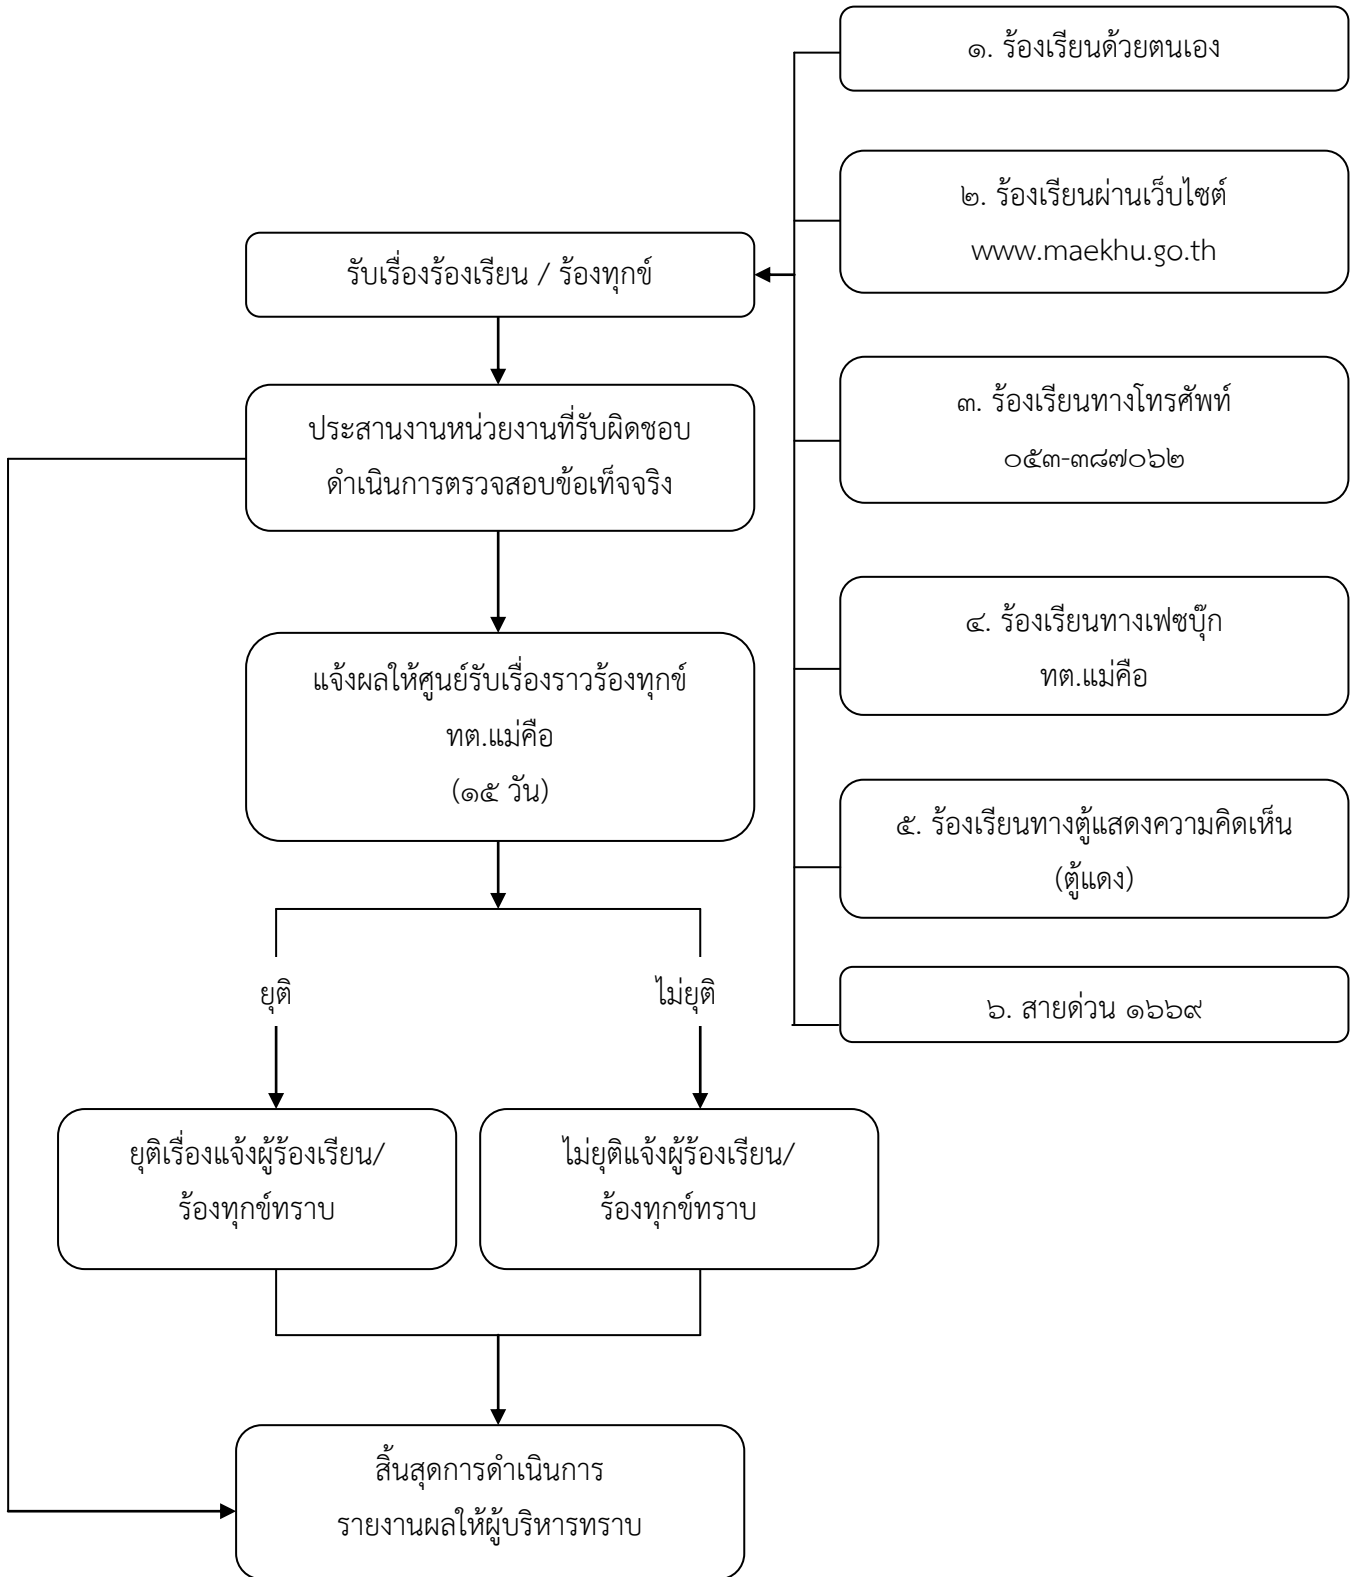 ๑. ร้องเรียนด้วยตนเอง
๒. ร้องเรียนผ่านเว็บไซต์
www.maekhu.go.th
รับเรื่องร้องเรียน / ร้องทุกข์
๓. ร้องเรียนทางโทรศัพท์
๐๕๓-๓๘๗๐๖๒
ประสานงานหน่วยงานที่รับผิดชอบ
ดำเนินการตรวจสอบข้อเท็จจริง
๔. ร้องเรียนทางเฟซบุ๊ก
ทต.แม่คือ
แจ้งผลให้ศูนย์รับเรื่องราวร้องทุกข์
ทต.แม่คือ
(๑๕ วัน)
๕. ร้องเรียนทางตู้แสดงความคิดเห็น
(ตู้แดง)
ยุติ
ไม่ยุติ
๖. สายด่วน ๑๖๖๙
ยุติเรื่องแจ้งผู้ร้องเรียน/
ร้องทุกข์ทราบ
ไม่ยุติแจ้งผู้ร้องเรียน/
ร้องทุกข์ทราบ
สิ้นสุดการดำเนินการ
รายงานผลให้ผู้บริหารทราบ